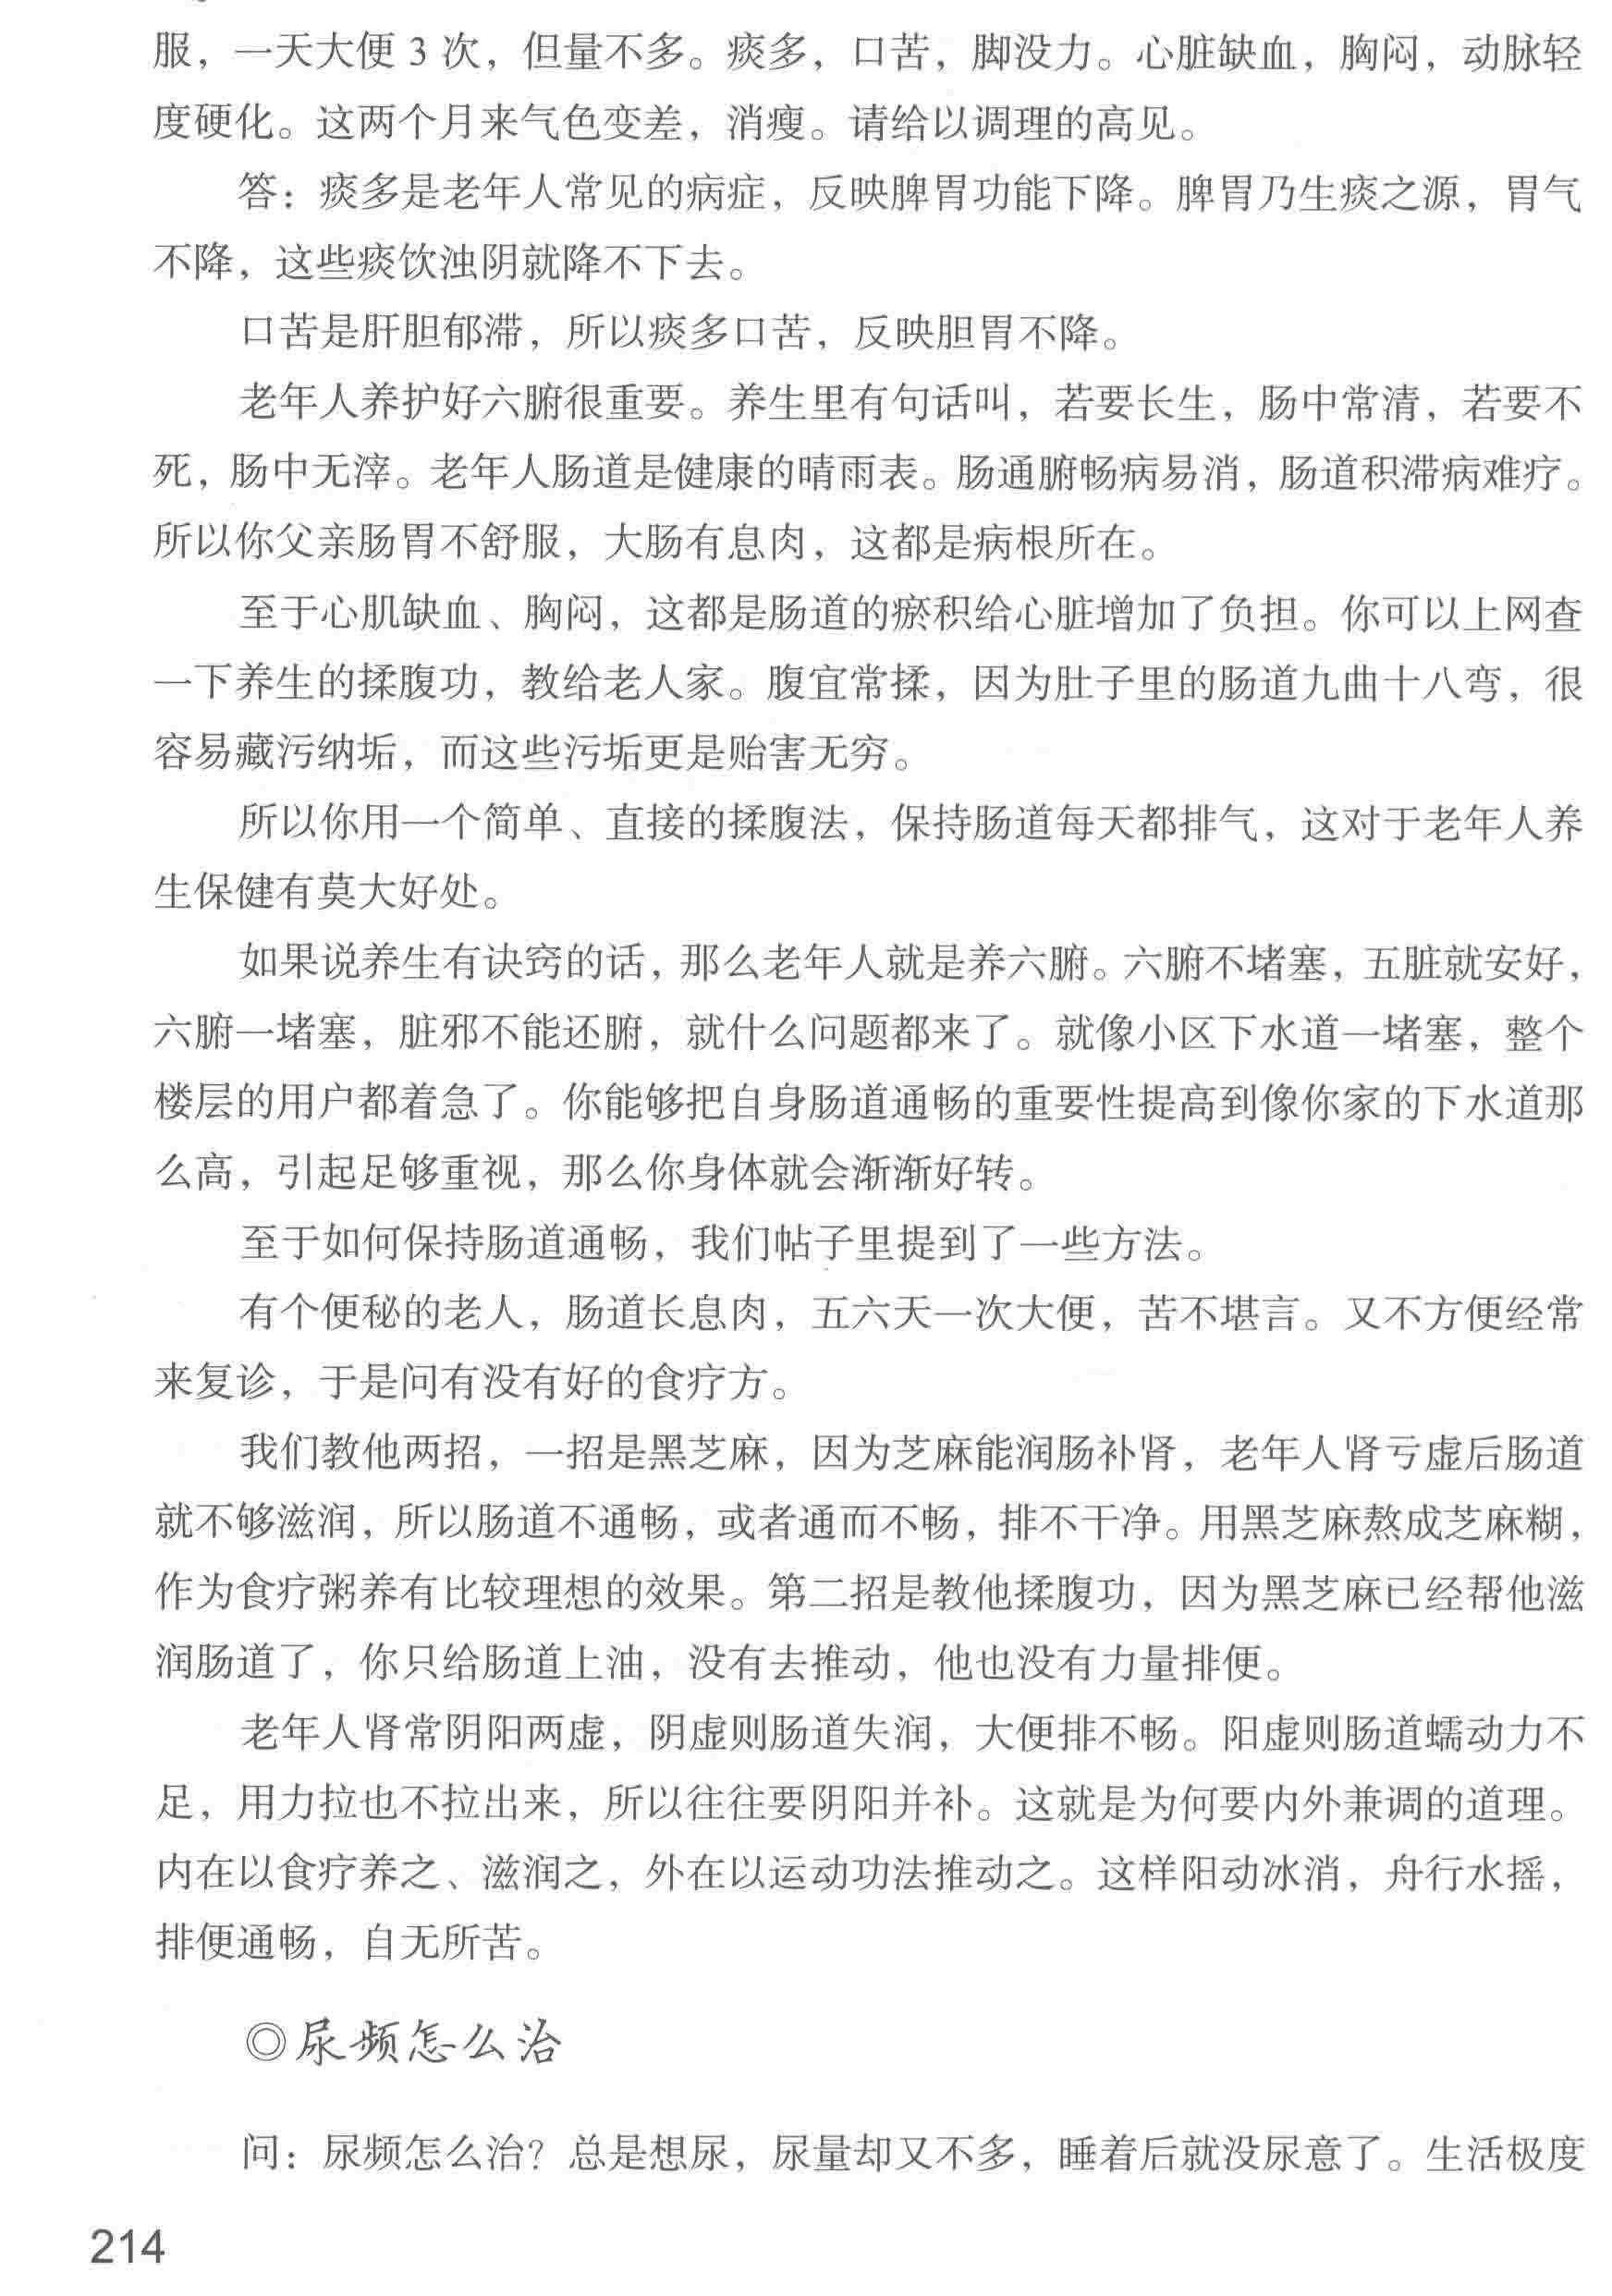 服，一天大便 3 次，但量不多。痰多，口苦，脚没力。心脏缺血，胸闷，动脉轻
度硬化。这两个月来气色变差，消瘦。请给以调理的高见。
答：痰多是老年人常见的病症，反映脾胃功能下降。脾胃乃生痰之源，胃气
不降，这些痰饮浊阴就降不下去。
口苦是肝胆郁滞，所以痰多口苦，反映胆胃不降。
老年人养护好六腑很重要。养生里有句话叫，若要长生，肠中常清，若要不
死，肠中无滓。老年人肠道是健康的晴雨表。肠通腑畅病易消，肠道积滞病难疗。
所以你父亲肠胃不舒服，大肠有息肉，这都是病根所在。
至于心肌缺血、胸闷，这都是肠道的瘀积给心脏增加了负担。你可以上网查
一下养生的揉腹功，教给老人家。腹宜常揉，因为肚子里的肠道九曲十八弯，很
容易藏污纳垢，而这些污垢更是贻害无穷。
所以你用一个简单、直接的揉腹法，保持肠道每天都排气，这对于老年人养
生保健有莫大好处。
如果说养生有诀窍的话，那么老年人就是养六腑。六腑不堵塞，五脏就安好，
六腑一堵塞，脏邪不能还腑，就什么问题都来了。就像小区下水道一堵塞，整个
楼层的用户都着急了。你能够把自身肠道通畅的重要性提高到像你家的下水道那
么高，引起足够重视，那么你身体就会渐渐好转。
至于如何保持肠道通畅，我们帖子里提到了一些方法。
有个便秘的老人，肠道长息肉，五六天一次大便，苦不堪言。又不方便经常
来复诊，于是问有没有好的食疗方。
我们教他两招，一招是黑芝麻，因为芝麻能润肠补肾，老年人肾亏虚后肠道
就不够滋润，所以肠道不通畅，或者通而不畅，排不干净。用黑芝麻熬成芝麻糊，
作为食疗粥养有比较理想的效果。第二招是教他揉腹功，因为黑芝麻已经帮他滋
润肠道了，你只给肠道上油，没有去推动，他也没有力量排便。
老年人肾常阴阳两虚，阴虚则肠道失润，大便排不畅。阳虚则肠道蠕动力不
足，用力拉也不拉出来，所以往往要阴阳并补。这就是为何要内外兼调的道理。
内在以食疗养之、滋润之，外在以运动功法推动之。这样阳动冰消，舟行水摇，
排便通畅，自无所苦。
◎尿频怎么治
问：尿频怎么治？总是想尿，尿量却又不多，睡着后就没尿意了。生活极度
214